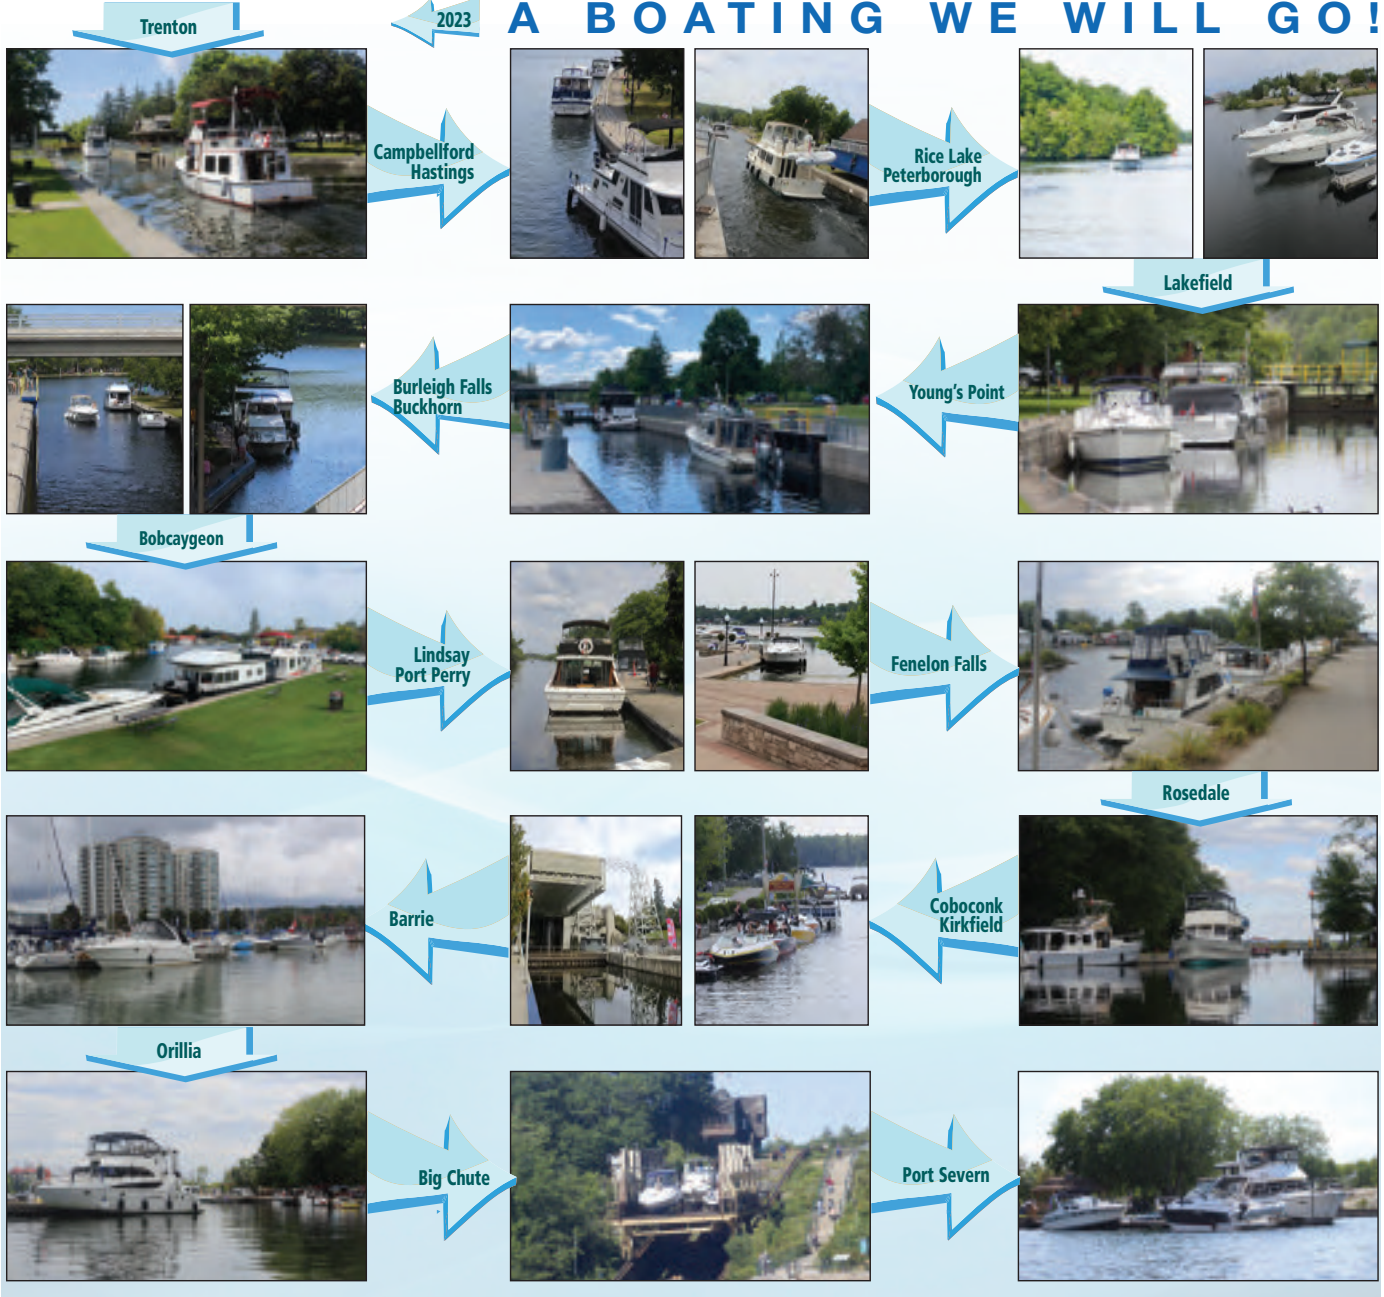 Trenton
2023
A BOATING WE WILL GO!
Campbellford
Hastings
Rice Lake
Peterborough
Lakefield
Young's Point
Burleigh Falls
Buckhorn
Bobcaygeon
Lindsay
Port Perry
Fenelon Falls
Rosedale
Coboconk
Kirkfield
Barrie
Orillia
Big Chute
Port Severn